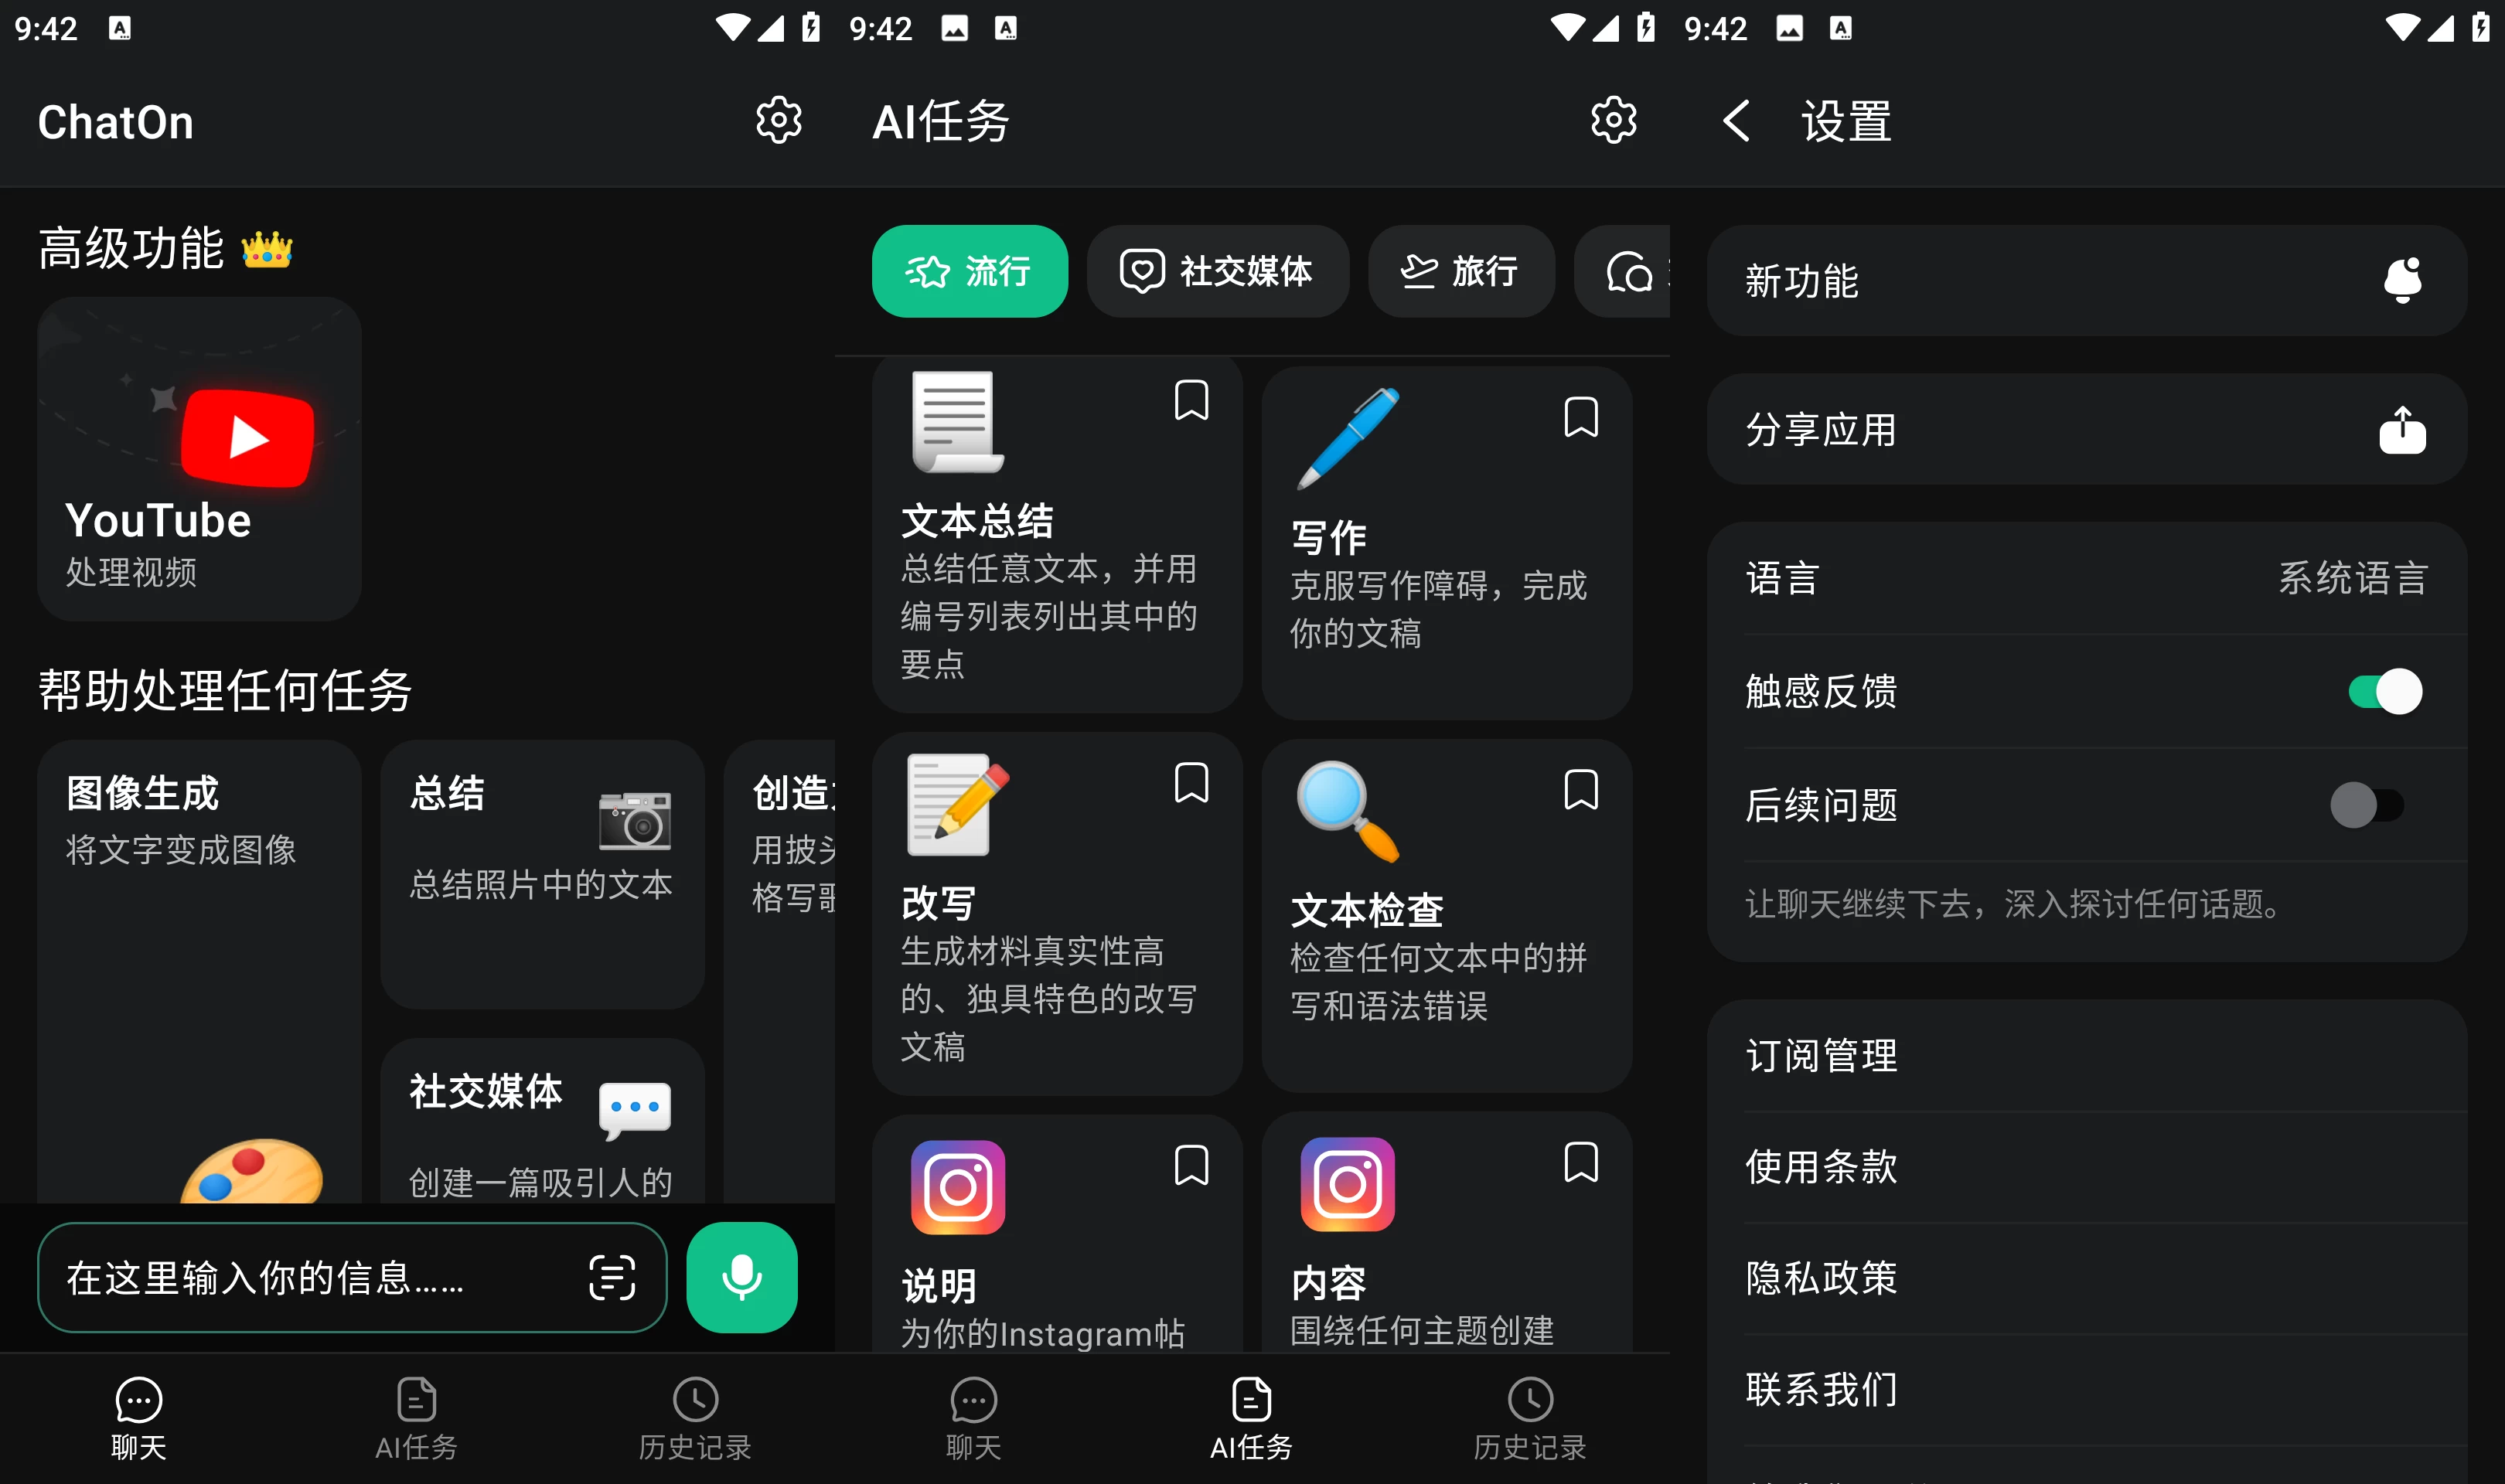 9:42
ChatOn
高级功能
YouTube
处理视频
帮助处理任何任务
图像生成
将文字变成图像
总结
总结照片中的文本
社交媒体
创建一篇吸引人的
创造
用披头
格写歌
在这里输入你的信息……
聊天
AI任务
历史记录
9:42
AI任务
流行
社交媒体
旅行
文本总结
总结任意文本，并用
编号列表列出其中的
要点
写作
克服写作障碍，完成
你的文稿
改写
生成材料真实性高
的、独具特色的改写
文稿
文本检查
检查任何文本中的拼
写和语法错误
说明
为你的Instagram帖
内容
围绕任何主题创建
聊天
AI任务
历史记录
9:42
设置
新功能
分享应用
语言
系统语言
触感反馈
后续问题
让聊天继续下去，深入探讨任何话题。
订阅管理
使用条款
隐私政策
联系我们